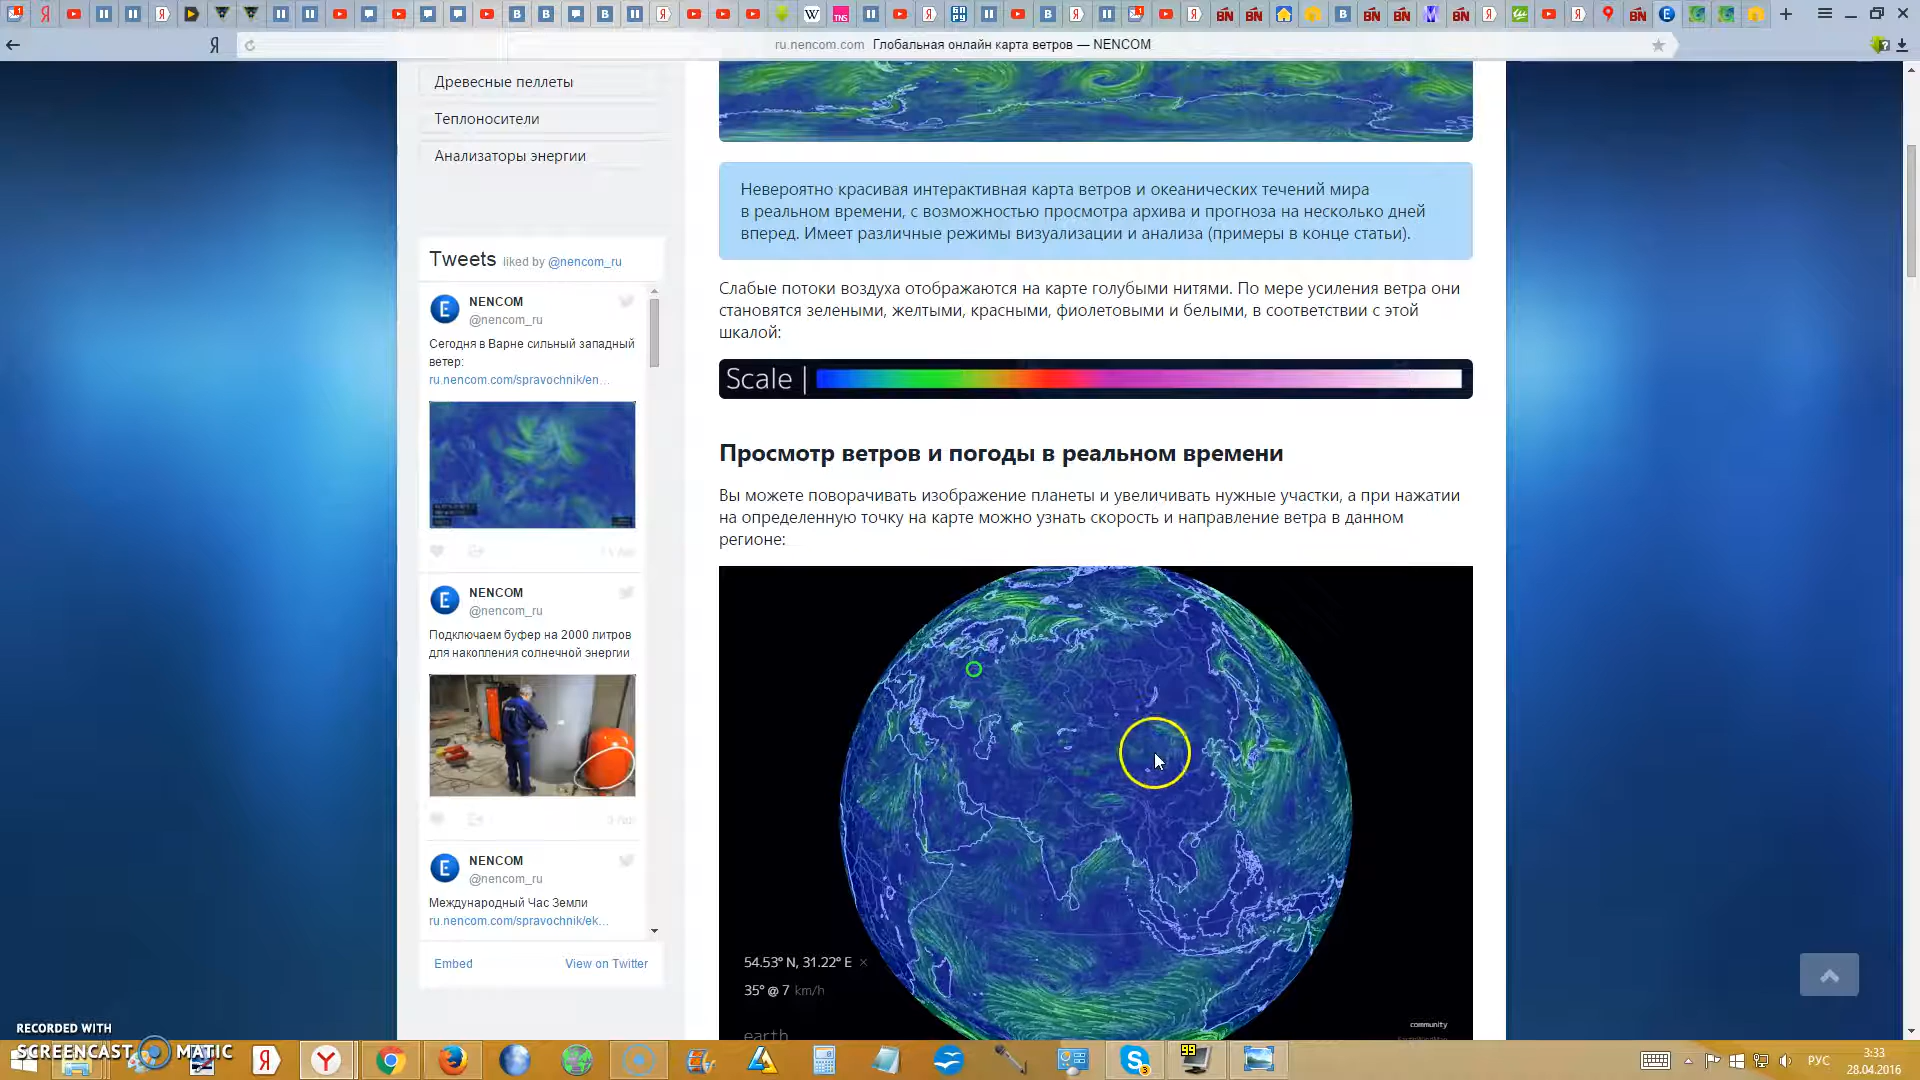 ru.nencom.com Глобальная онлайн карта ветров — NENCOM
Древесные пеллеты
Теплоносители
Анализаторы энергии
Tweets liked by @nencom_ru
NENCOM
@nencom_ru
Сегодня в Варне сильный западный
ветер:
ru.nencom.com/spravochnik/en...
NENCOM
@nencom_ru
Подключаем буфер на 2000 литров
для накопления солнечной энергии
NENCOM
@nencom_ru
Международный Час Земли
ru.nencom.com/spravochnik/ek...
Embed
View on Twitter
Невероятно красивая интерактивная карта ветров и океанических течений мира
в реальном времени, с возможностью просмотра архива и прогноза на несколько дней
вперед. Имеет различные режимы визуализации и анализа (примеры в конце статьи).
Слабые потоки воздуха отображаются на карте голубыми нитями. По мере усиления ветра они
становятся зелеными, желтыми, красными, фиолетовыми и белыми, в соответствии с этой
шкалой:
Scale |
Просмотр ветров и погоды в реальном времени
Вы можете поворачивать изображение планеты и увеличивать нужные участки, а при нажатии
на определенную точку на карте можно узнать скорость и направление ветра в данном
регионе:
54.53° N, 31.22° E ×
35° @ 7 km/h
earth
community
RECORDED WITH
SCREENCAST MATIC
РУС
3:33
28.04.2016